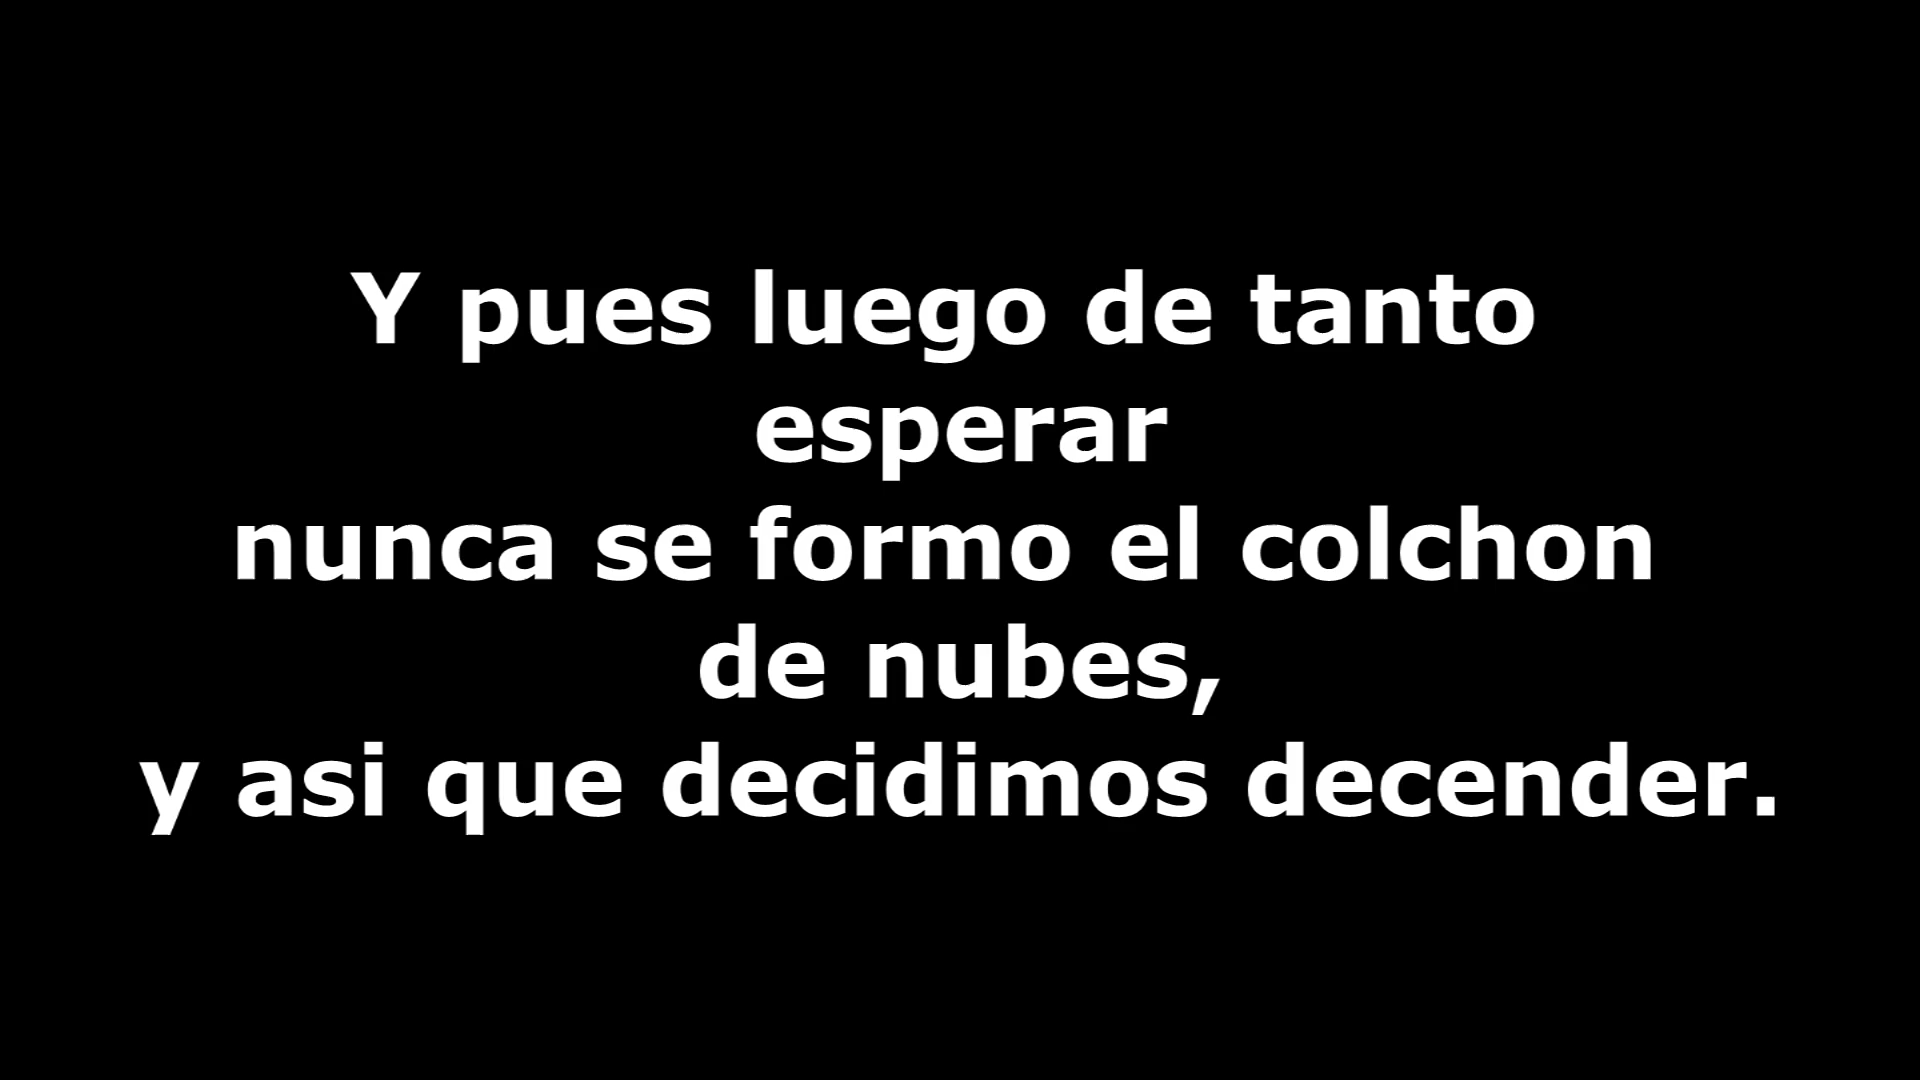 Y pues luego de tanto
esperar
nunca se formo el colchon
de nubes,
y asi que decidimos decender.